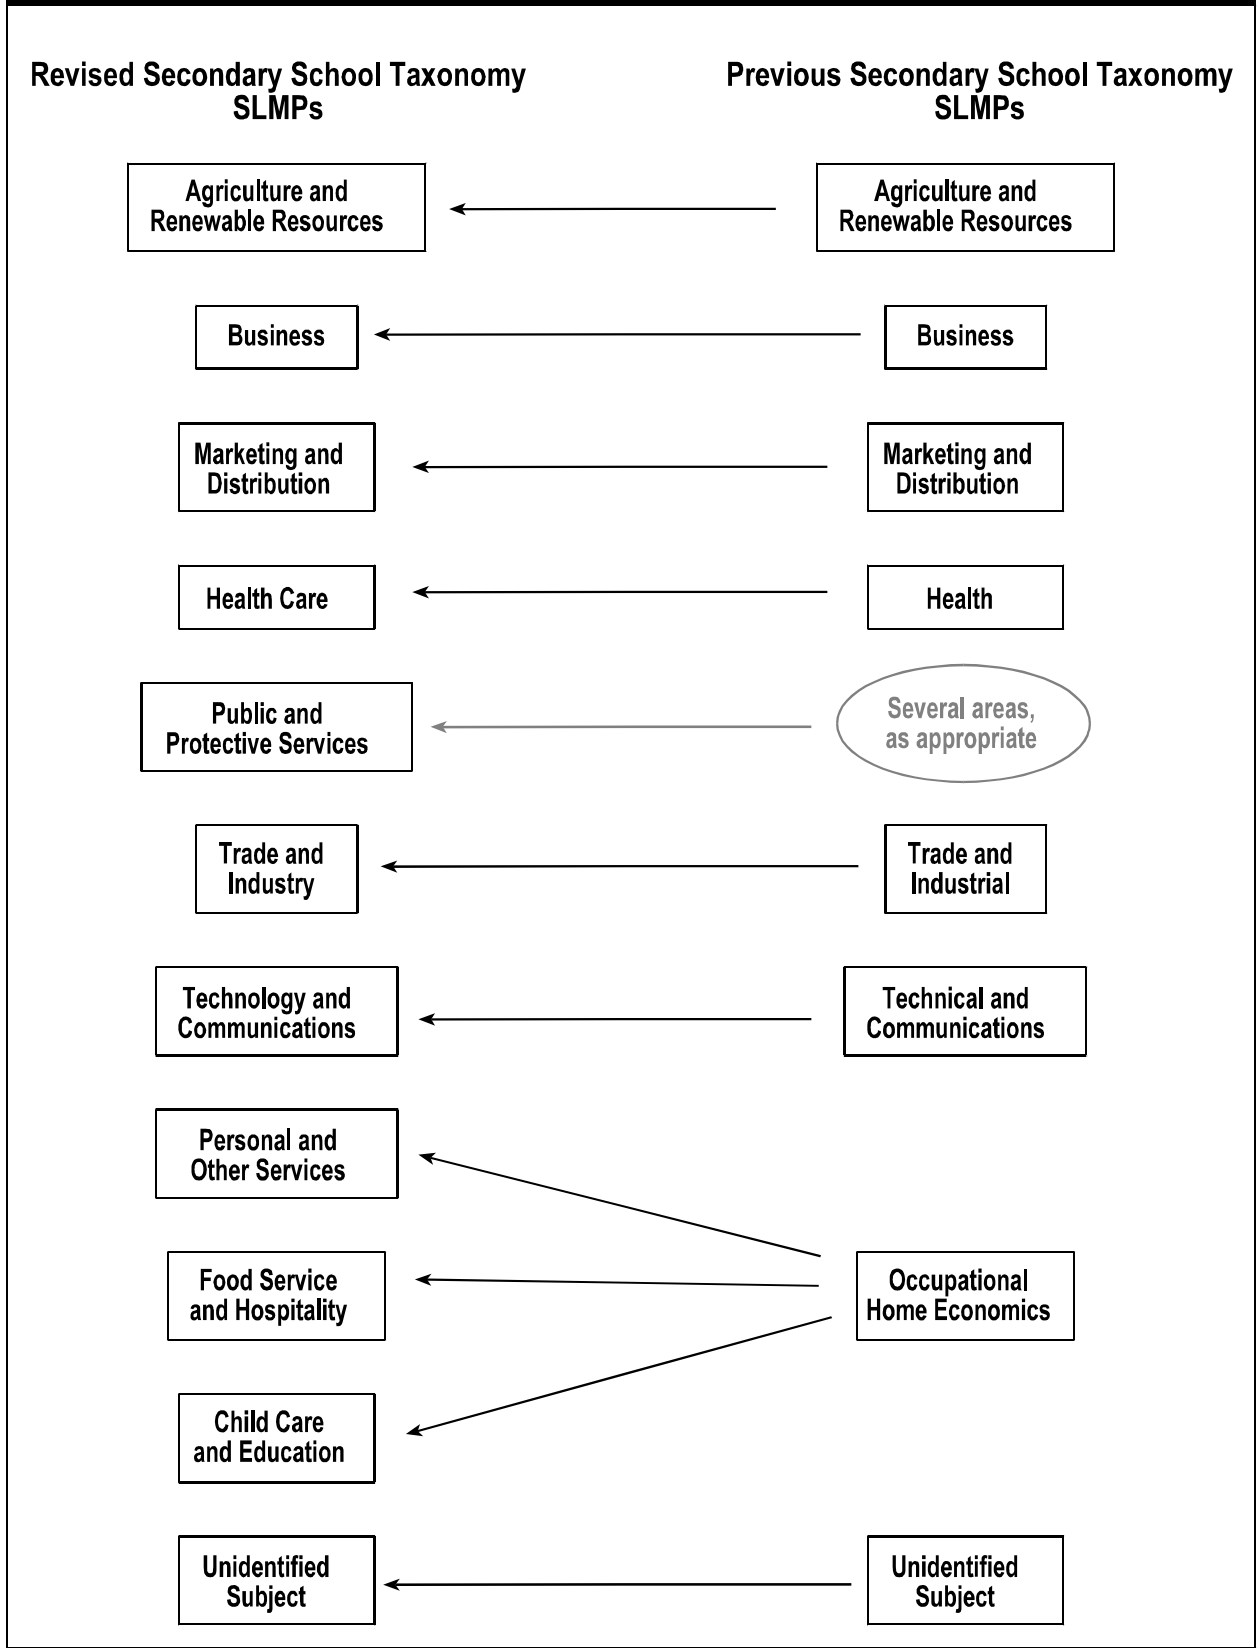 Revised Secondary School Taxonomy
SLMPs
Previous Secondary School Taxonomy
SLMPs
Agriculture and
Renewable Resources
Agriculture and
Renewable Resources
Business
Business
Marketing and
Distribution
Marketing and
Distribution
Health Care
Health
Public and
Protective Services
Several areas,
as appropriate
Trade and
Industry
Trade and
Industrial
Technology and
Communications
Technical and
Communications
Personal and
Other Services
Food Service
and Hospitality
Occupational
Home Economics
Child Care
and Education
Unidentified
Subject
Unidentified
Subject